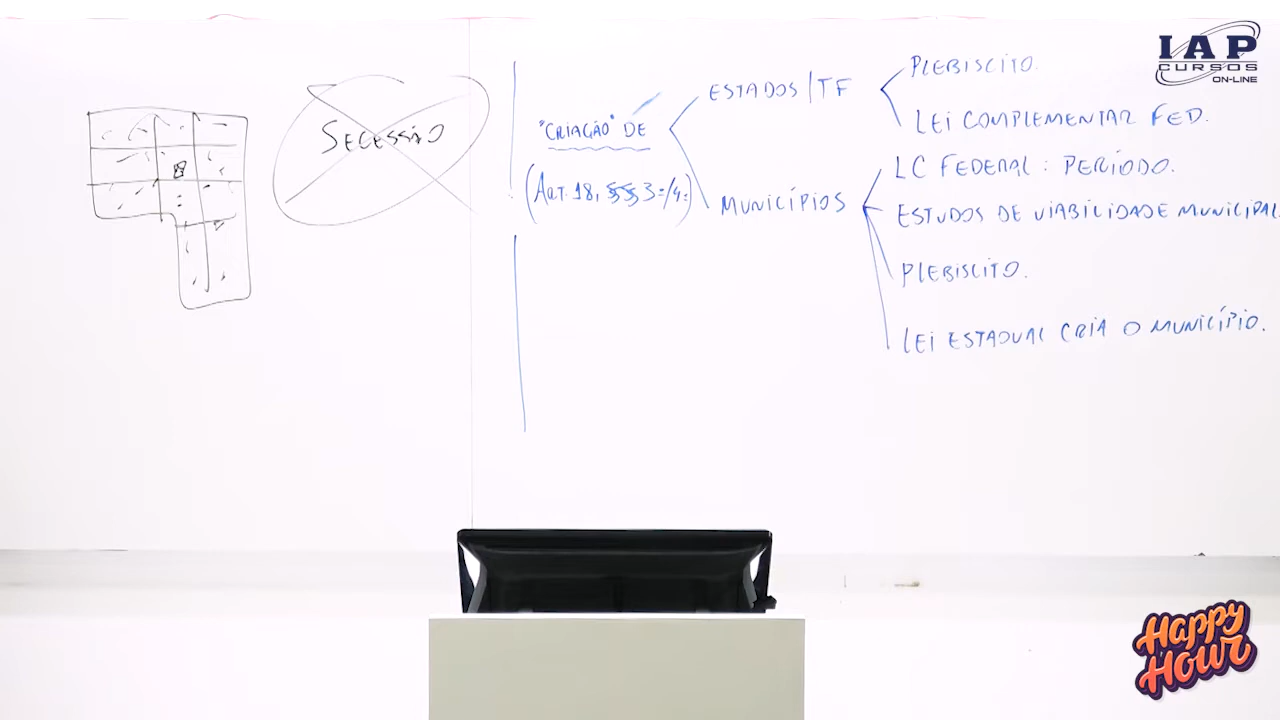 IAP
CURSOS
ON-LINE
SECESSÃO
"CRIAÇÃO" DE
(ART. 18, §§ 3º/4º)
ESTADOS/TF
PLEBISCITO.
LEI COMPLEMENTAR FED.
MUNICÍPIOS
LC FEDERAL: PERÍODO.
ESTUDOS DE VIABILIDADE MUNICIPAL
PLEBISCITO.
LEI ESTADUAL CRIA O MUNICÍPIO.
HAPPY
HOUR